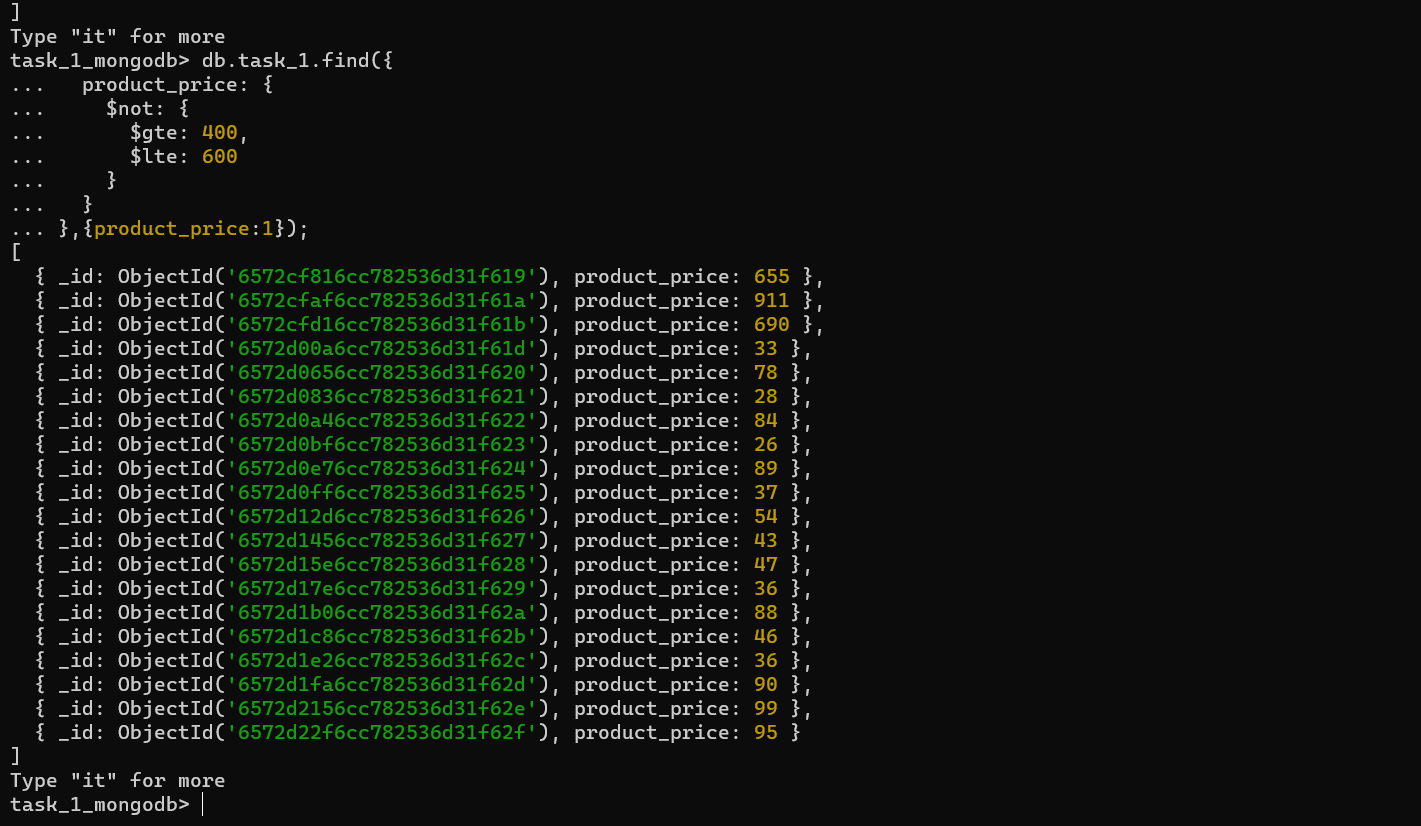 ]
Type "it" for more
task_1_mongodb> db.task_1.find({
...   product_price: {
...     $not: {
...       $gte: 400,
...       $lte: 600
...     }
...   }
... },{product_price:1});
[
  { _id: ObjectId('6572cf816cc782536d31f619'), product_price: 655 },
  { _id: ObjectId('6572cfaf6cc782536d31f61a'), product_price: 911 },
  { _id: ObjectId('6572cfd16cc782536d31f61b'), product_price: 690 },
  { _id: ObjectId('6572d00a6cc782536d31f61d'), product_price: 33 },
  { _id: ObjectId('6572d0656cc782536d31f620'), product_price: 78 },
  { _id: ObjectId('6572d0836cc782536d31f621'), product_price: 28 },
  { _id: ObjectId('6572d0a46cc782536d31f622'), product_price: 84 },
  { _id: ObjectId('6572d0bf6cc782536d31f623'), product_price: 26 },
  { _id: ObjectId('6572d0e76cc782536d31f624'), product_price: 89 },
  { _id: ObjectId('6572d0ff6cc782536d31f625'), product_price: 37 },
  { _id: ObjectId('6572d12d6cc782536d31f626'), product_price: 54 },
  { _id: ObjectId('6572d1456cc782536d31f627'), product_price: 43 },
  { _id: ObjectId('6572d15e6cc782536d31f628'), product_price: 47 },
  { _id: ObjectId('6572d17e6cc782536d31f629'), product_price: 36 },
  { _id: ObjectId('6572d1b06cc782536d31f62a'), product_price: 88 },
  { _id: ObjectId('6572d1c86cc782536d31f62b'), product_price: 46 },
  { _id: ObjectId('6572d1e26cc782536d31f62c'), product_price: 36 },
  { _id: ObjectId('6572d1fa6cc782536d31f62d'), product_price: 90 },
  { _id: ObjectId('6572d2156cc782536d31f62e'), product_price: 99 },
  { _id: ObjectId('6572d22f6cc782536d31f62f'), product_price: 95 }
]
Type "it" for more
task_1_mongodb>